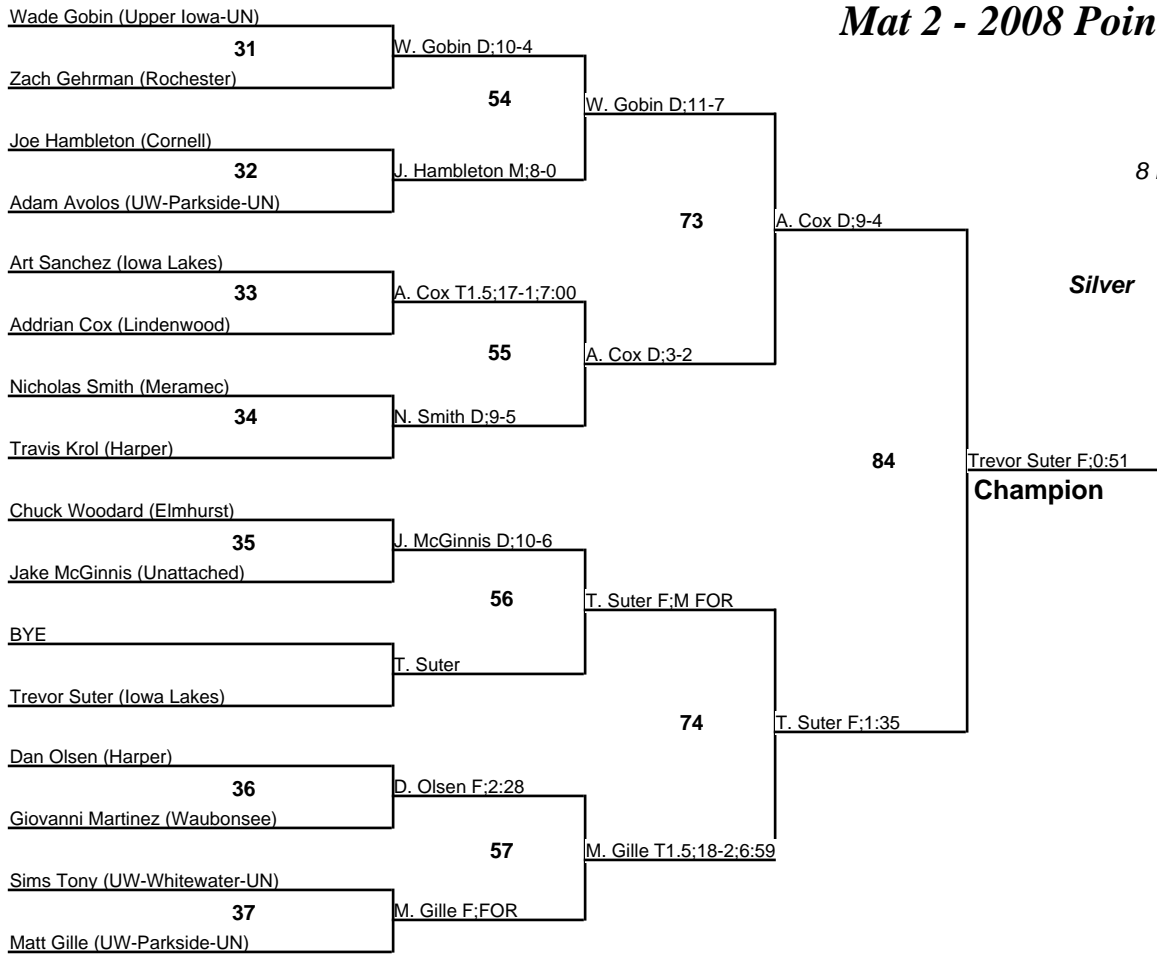 Mat 2 - 2008 Poin
Wade Gobin (Upper Iowa-UN)
31
W. Gobin D;10-4
Zach Gehrman (Rochester)
54
W. Gobin D;11-7
Joe Hambleton (Cornell)
32
J. Hambleton M;8-0
8
Adam Avolos (UW-Parkside-UN)
73
A. Cox D;9-4
Art Sanchez (Iowa Lakes)
33
A. Cox T1.5;17-1;7:00
Silver
Addrian Cox (Lindenwood)
55
A. Cox D;3-2
Nicholas Smith (Meramec)
34
N. Smith D;9-5
Travis Krol (Harper)
84
Trevor Suter F;0:51
Champion
Chuck Woodard (Elmhurst)
35
J. McGinnis D;10-6
Jake McGinnis (Unattached)
56
T. Suter F;M FOR
BYE
T. Suter
Trevor Suter (Iowa Lakes)
74
T. Suter F;1:35
Dan Olsen (Harper)
36
D. Olsen F;2:28
Giovanni Martinez (Waubonsee)
57
M. Gille T1.5;18-2;6:59
Sims Tony (UW-Whitewater-UN)
37
M. Gille F;FOR
Matt Gille (UW-Parkside-UN)